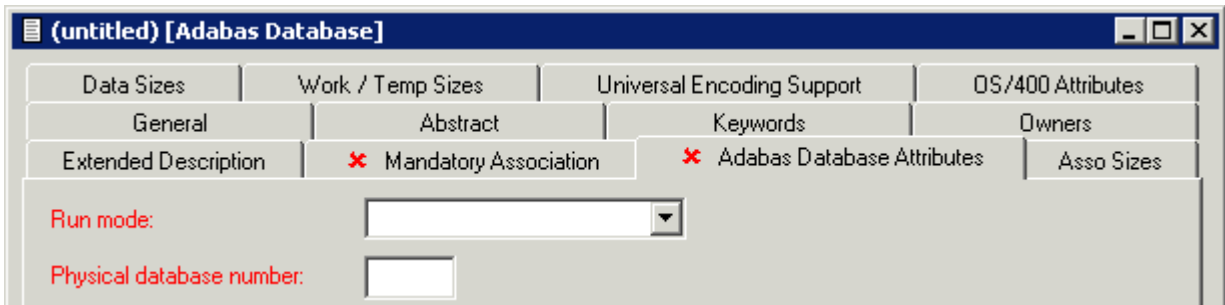 (untitled) [Adabas Database]
Data Sizes Work / Temp Sizes Universal Encoding Support OS/400 Attributes
General Abstract Keywords Owners
Extended Description Mandatory Association Adabas Database Attributes Asso Sizes
Run mode:
Physical database number: